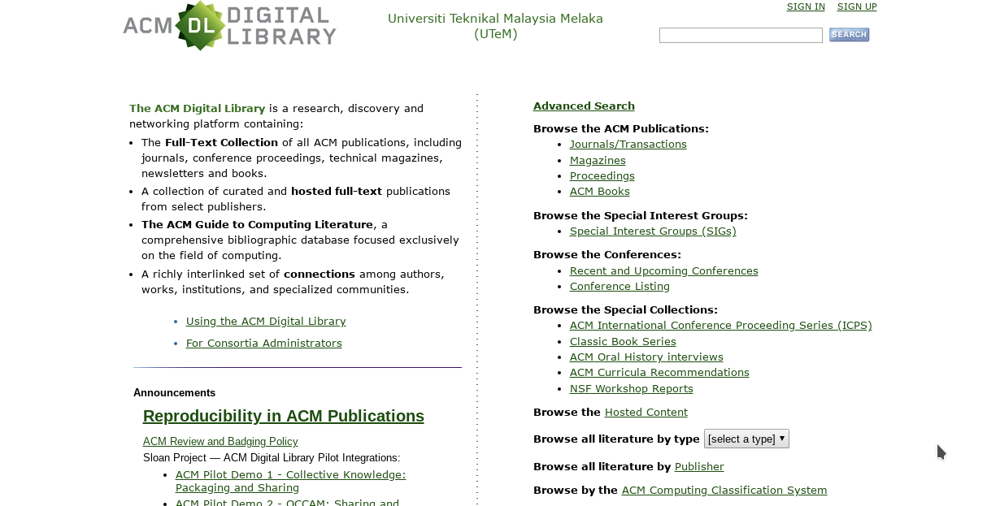 ACM DL DIGITAL LIBRARY
Universiti Teknikal Malaysia Melaka
(UTeM)
SIGN IN SIGN UP
SEARCH
The ACM Digital Library is a research, discovery and
networking platform containing:
• The Full-Text Collection of all ACM publications, including
journals, conference proceedings, technical magazines,
newsletters and books.
• A collection of curated and hosted full-text publications
from select publishers.
• The ACM Guide to Computing Literature, a
comprehensive bibliographic database focused exclusively
on the field of computing.
• A richly interlinked set of connections among authors,
works, institutions, and specialized communities.
• Using the ACM Digital Library
• For Consortia Administrators
Announcements
Reproducibility in ACM Publications
ACM Review and Badging Policy
Sloan Project — ACM Digital Library Pilot Integrations:
• ACM Pilot Demo 1 - Collective Knowledge:
Packaging and Sharing
• ACM Pilot Demo 2 - OCCAM: Sharing and
Advanced Search
Browse the ACM Publications:
• Journals/Transactions
• Magazines
• Proceedings
• ACM Books
Browse the Special Interest Groups:
• Special Interest Groups (SIGs)
Browse the Conferences:
• Recent and Upcoming Conferences
• Conference Listing
Browse the Special Collections:
• ACM International Conference Proceeding Series (ICPS)
• Classic Book Series
• ACM Oral History interviews
• ACM Curricula Recommendations
• NSF Workshop Reports
Browse the Hosted Content
Browse all literature by type [select a type]
Browse all literature by Publisher
Browse by the ACM Computing Classification System